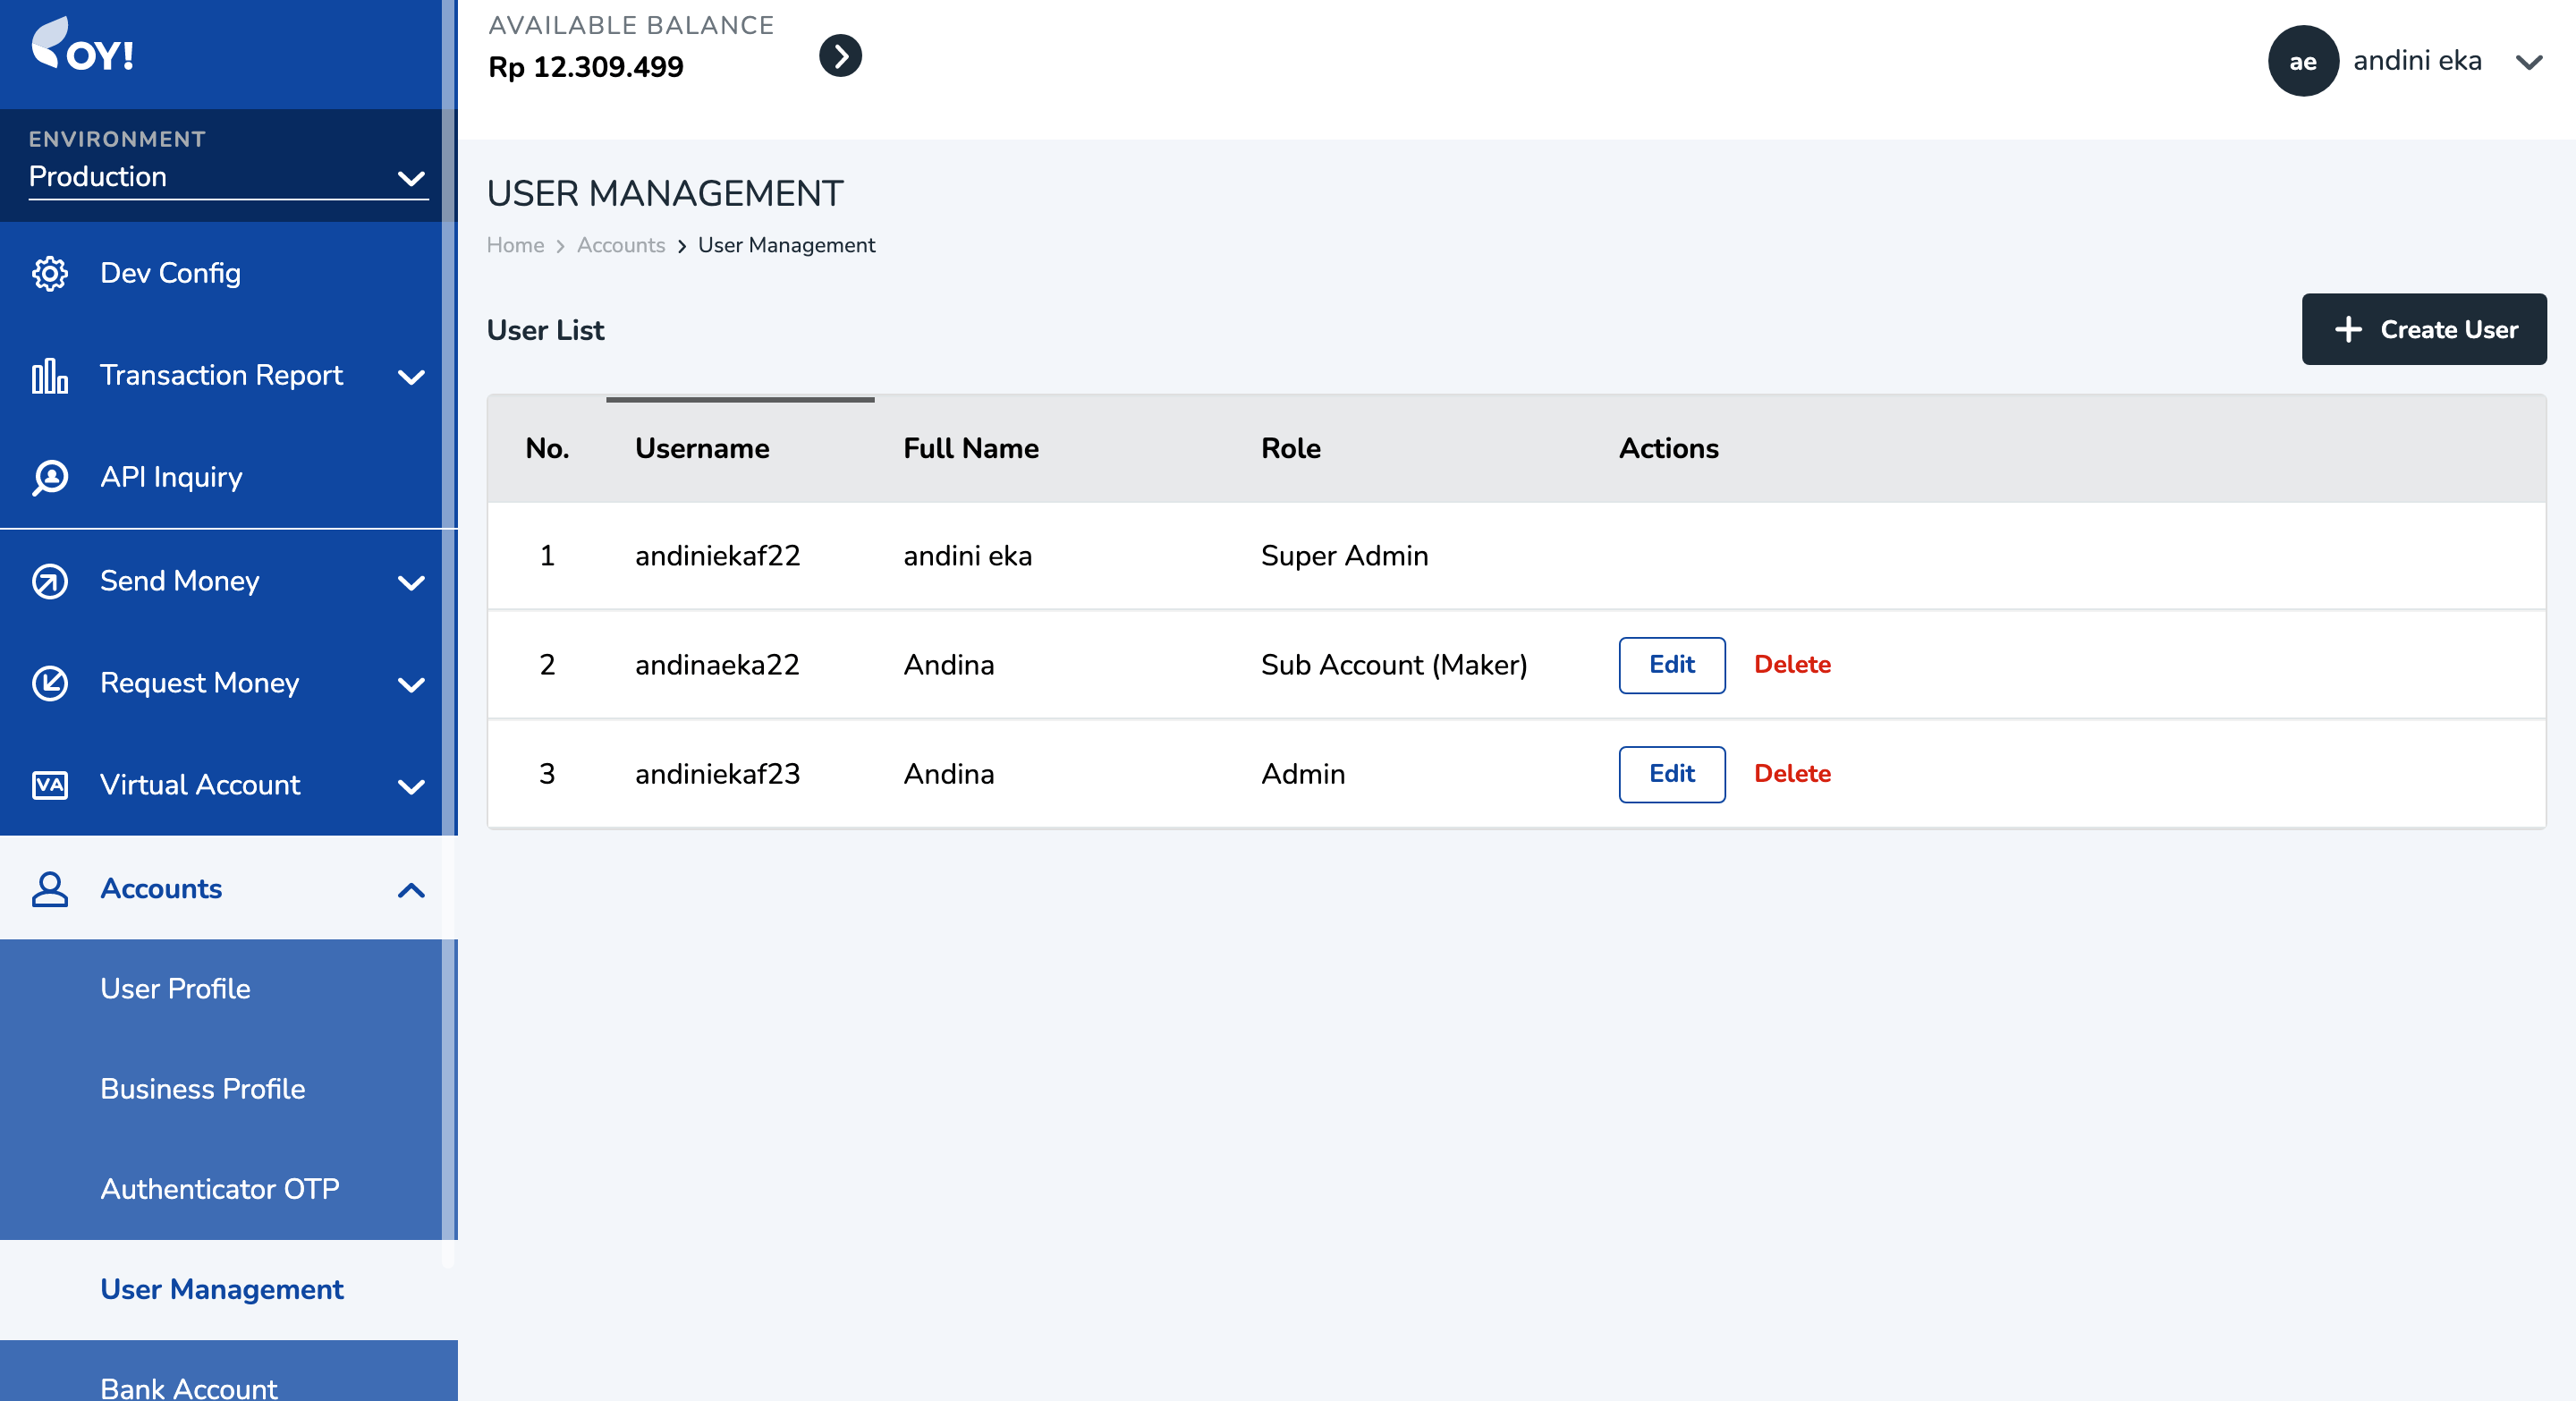 OY!
ENVIRONMENT
Production
Dev Config
Transaction Report
API Inquiry
Send Money
Request Money
VA Virtual Account
Accounts
User Profile
Business Profile
Authenticator OTP
User Management
Bank Account
AVAILABLE BALANCE
Rp 12.309.499
ae andini eka
USER MANAGEMENT
Home > Accounts > User Management
User List
+ Create User
No. Username Full Name Role Actions
1 andiniekaf22 andini eka Super Admin
2 andinaeka22 Andina Sub Account (Maker) Edit Delete
3 andiniekaf23 Andina Admin Edit Delete